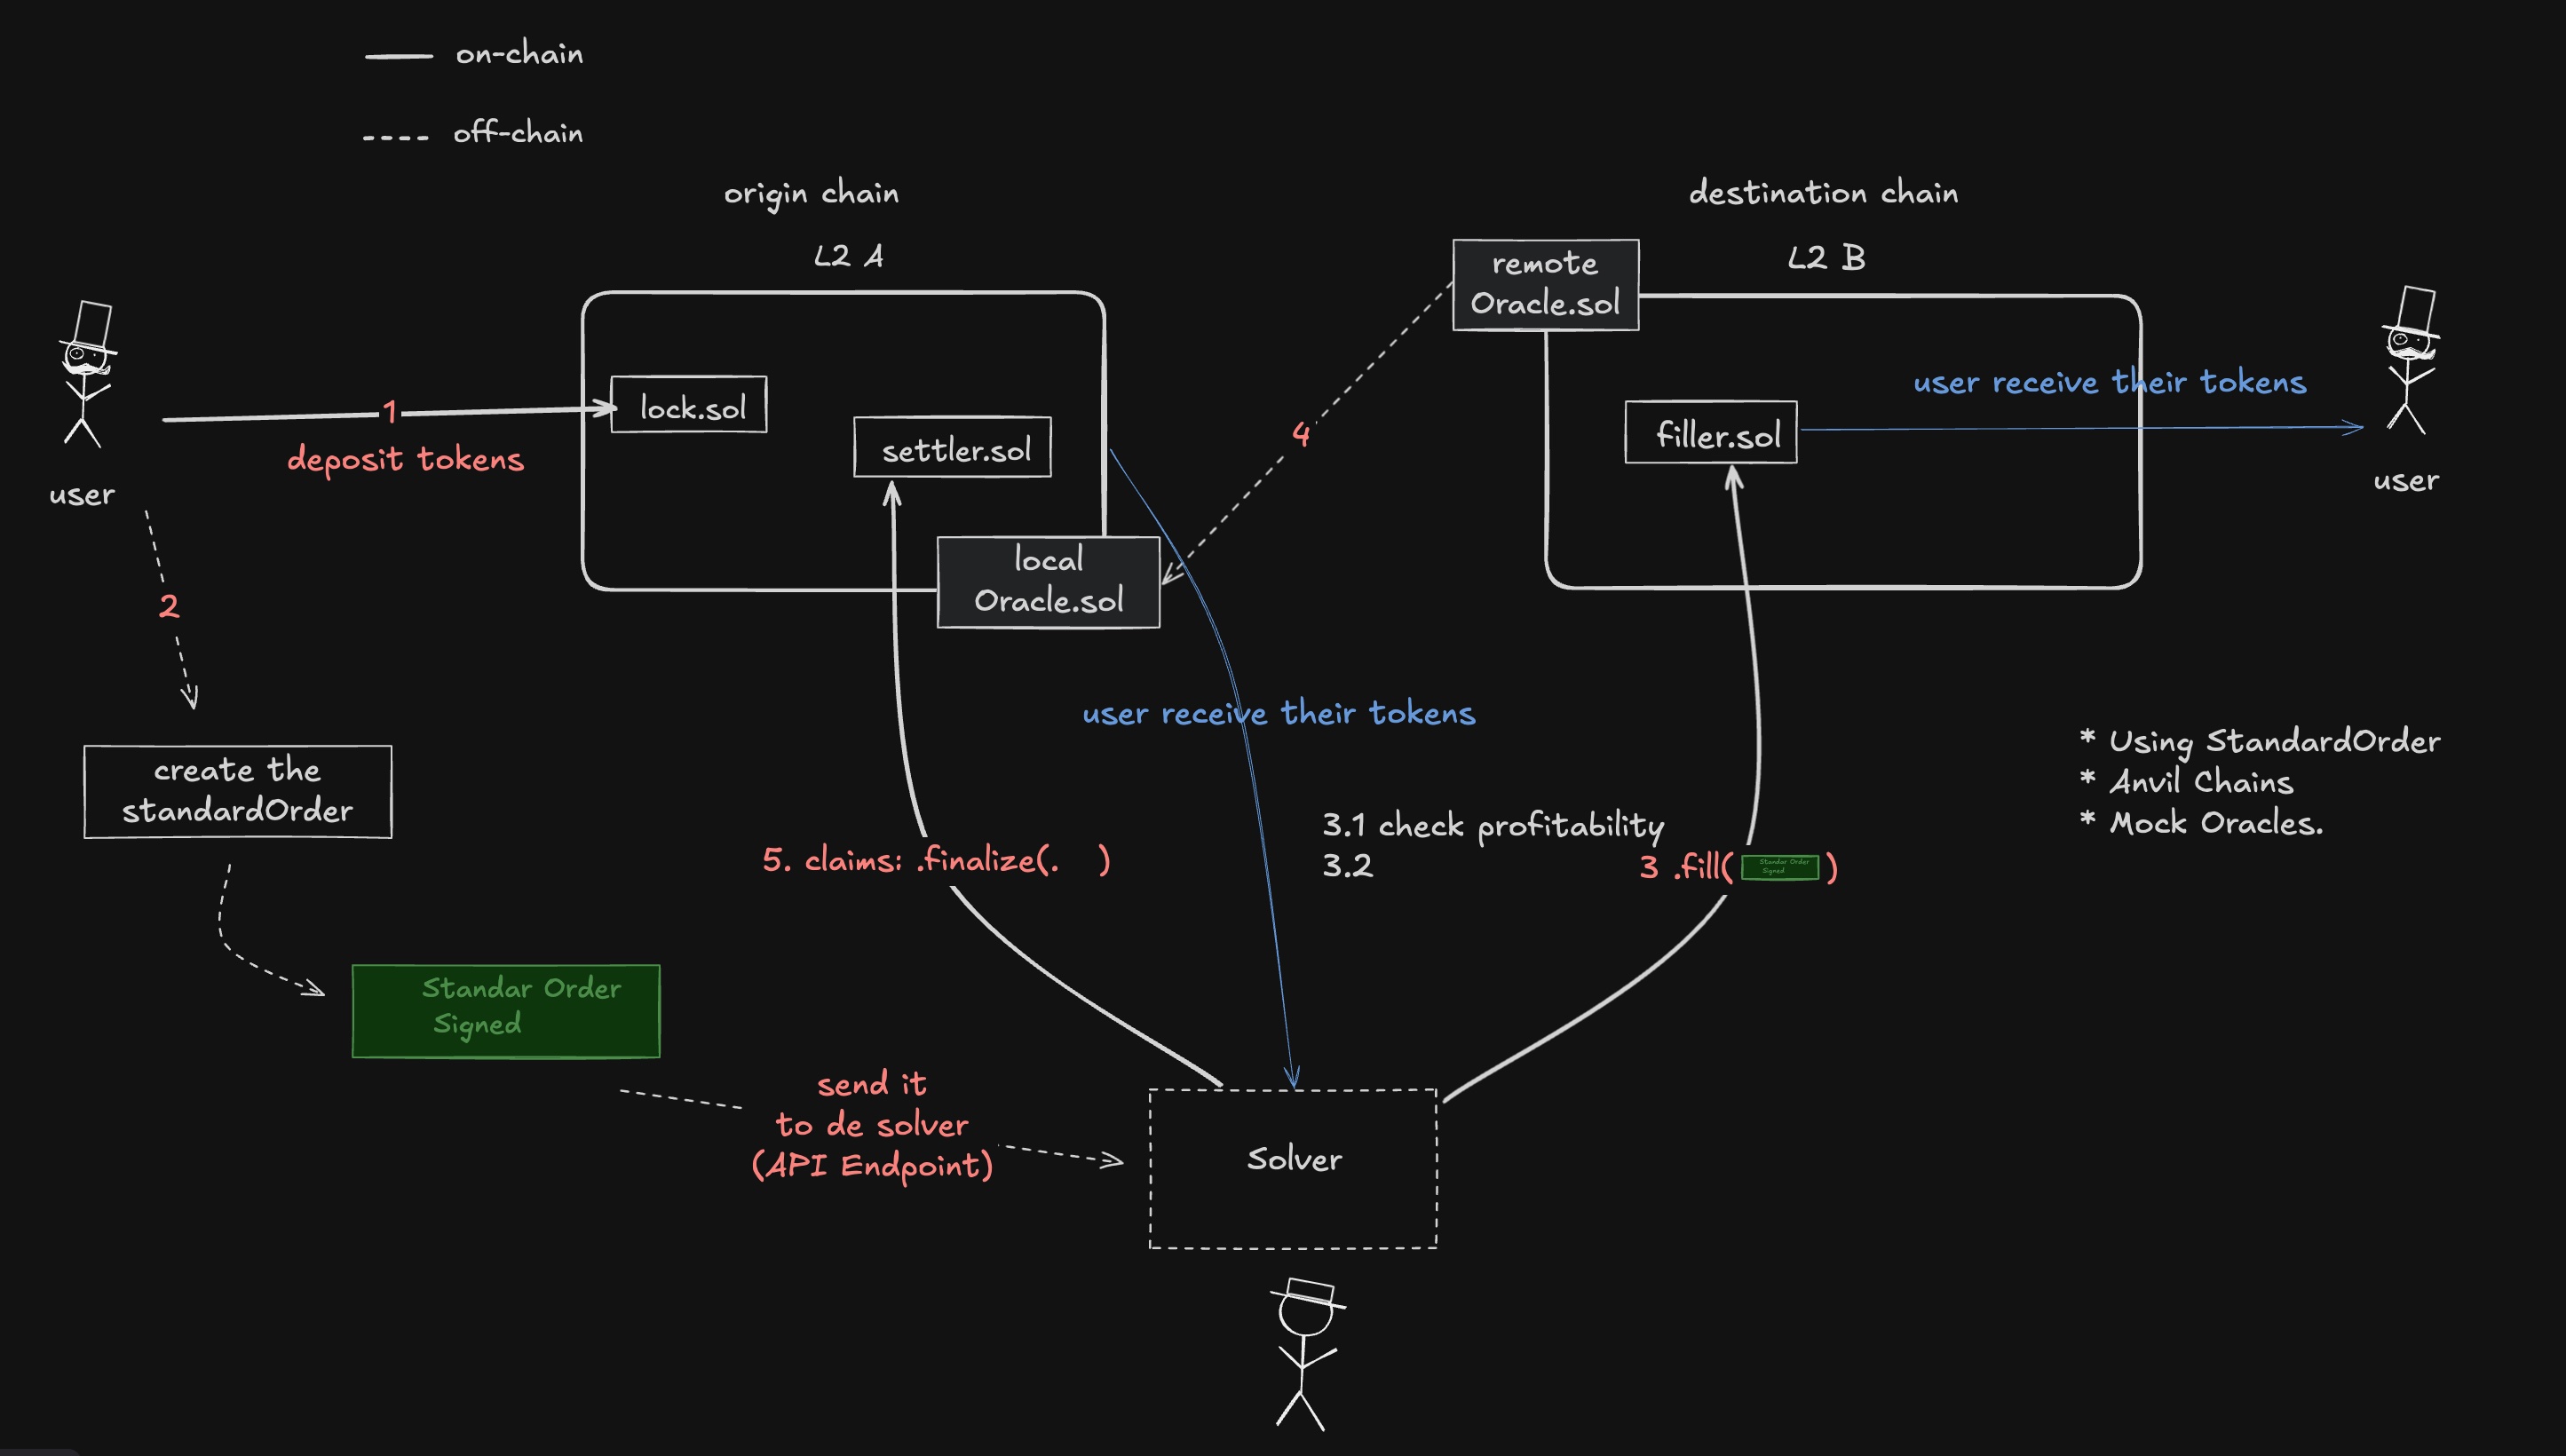 on-chain
off-chain
origin chain
L2 A
destination chain
L2 B
remote
Oracle.sol
lock.sol
settler.sol
local
Oracle.sol
filler.sol
user receive their tokens
1
deposit tokens
user
user
4
2
user receive their tokens
create the
standardOrder
* Using StandardOrder
* Anvil Chains
* Mock Oracles.
3.1 check profitability
3.2
5. claims: .finalize(. )
3 .fill(
Standar Order
Signed
)
Standar Order
Signed
send it
to de solver
(API Endpoint)
Solver